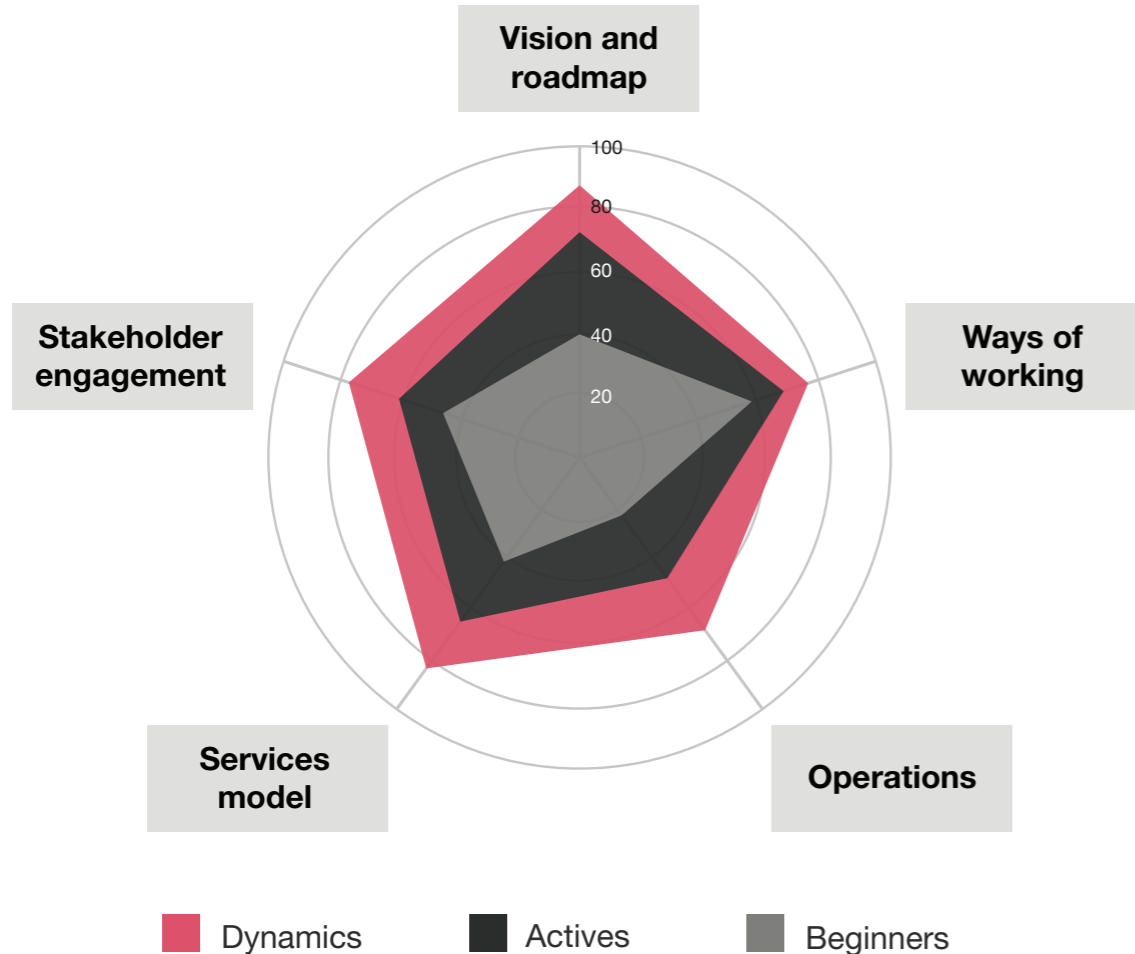 Vision and
roadmap
100
80
60
40
20
Stakeholder
engagement
Ways of
working
Services
model
Operations
Dynamics
Actives
Beginners